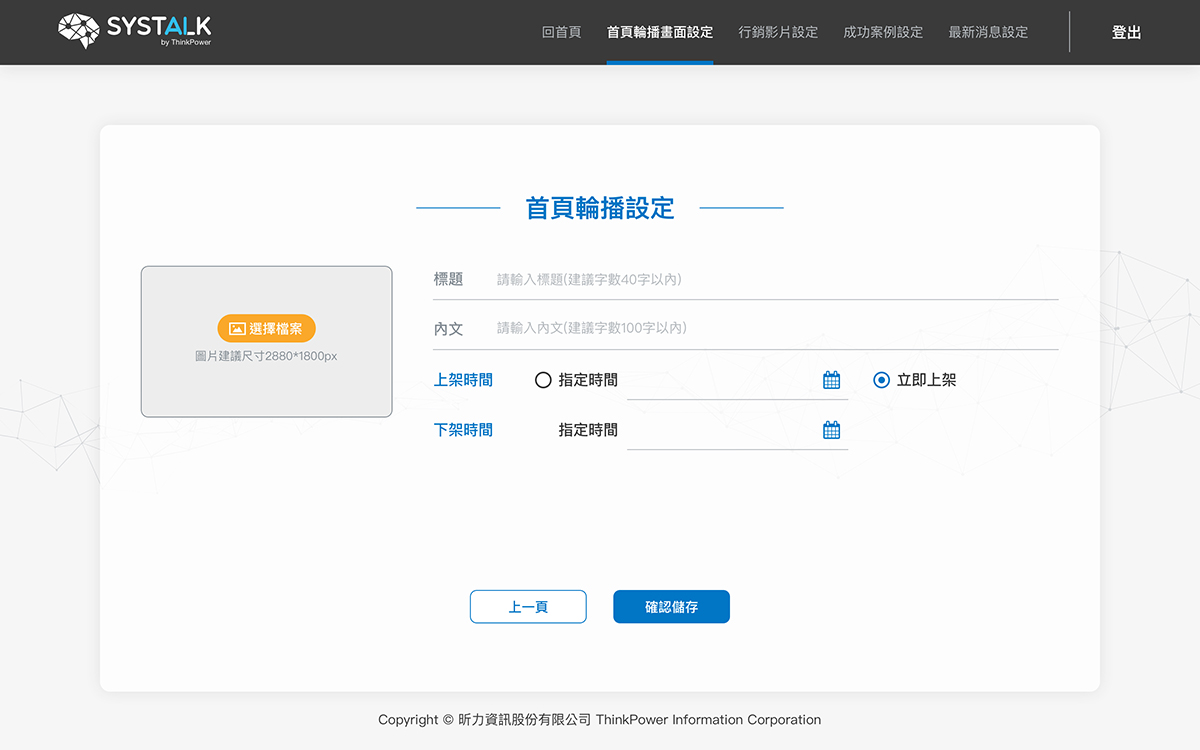 SYSTALK
by ThinkPower
回首頁 首頁輪播畫面設定 行銷影片設定 成功案例設定 最新消息設定 登出
首頁輪播設定
選擇檔案
圖片建議尺寸2880*1800px
標題 請輸入標題(建議字數40字以內)
內文 請輸入內文(建議字數100字以內)
上架時間 指定時間 立即上架
下架時間 指定時間
上一頁 確認儲存
Copyright © 昕力資訊股份有限公司 ThinkPower Information Corporation